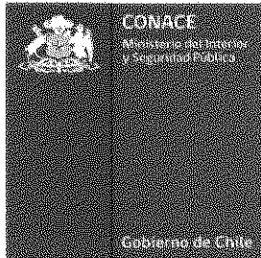 CONACE
Ministerio del Interior
y Seguridad Pública
Gobierno de Chile